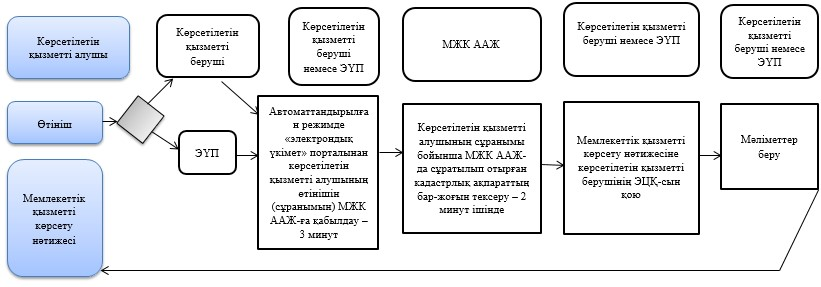 Көрсетілетін
қызметті алушы
Көрсетілетін
қызметті
беруші
Көрсетілетін
қызметті
беруші
немесе ЭҮП
МЖК ААЖ
Көрсетілетін қызметті
беруші немесе ЭҮП
Көрсетілетін
қызметті
беруші немесе
ЭҮП
Өтініш
ЭҮП
Автоматтандырылға
н режимде
«электрондық
үкімет» порталынан
көрсетілетін
қызметті алушының
өтінішін
(сұранымын) МЖК
ААЖ-ға қабылдау –
3 минут
Көрсетілетін қызметті
алушының сұранымы
бойынша МЖК ААЖ-
да сұратылып отырған
кадастрлық ақпараттың
бар-жоғын тексеру – 2
минут ішінде
Мемлекеттік қызметті
көрсету нәтижесіне
көрсетілетін қызметті
берушінің ЭЦҚ-сын
қою
Мәліметтер
беру
Мемлекеттік
қызметті
көрсету
нәтижесі